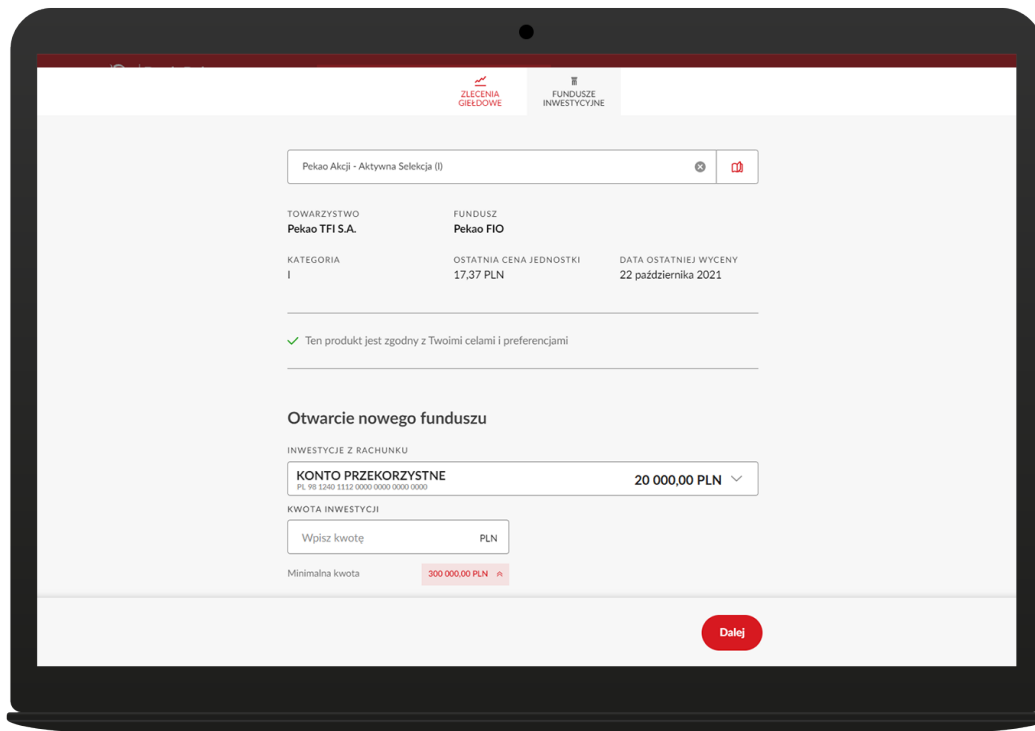 ZLECENIA
GIEŁDOWE
FUNDUSZE
INWESTYCYJNE
Pekao Akcji - Aktywna Selekcja (I)
TOWARZYSTWO
Pekao TFI S.A.
FUNDUSZ
Pekao FIO
KATEGORIA
I
OSTATNIA CENA JEDNOSTKI
17,37 PLN
DATA OSTATNIEJ WYCENY
22 października 2021
Ten produkt jest zgodny z Twoimi celami i preferencjami
Otwarcie nowego funduszu
INWESTYCJE Z RACHUNKU
KONTO PRZEKORZYSTNE
PL 98 1240 1112 0000 0000 0000 0000
20 000,00 PLN
KWOTA INWESTYCJI
Wpisz kwotę PLN
Minimalna kwota 300 000,00 PLN
Dalej